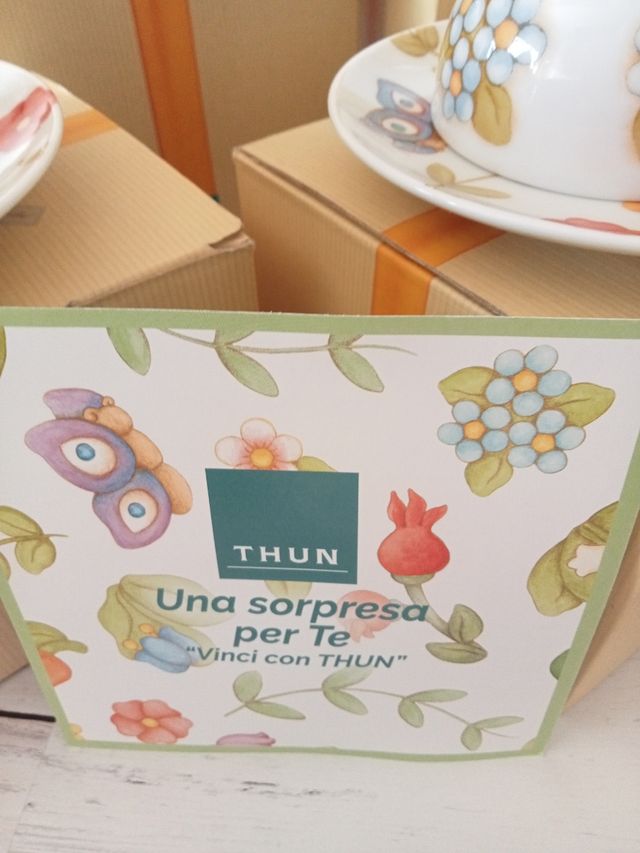 THUN
Una sorpresa
per Te
“Vinci con THUN”